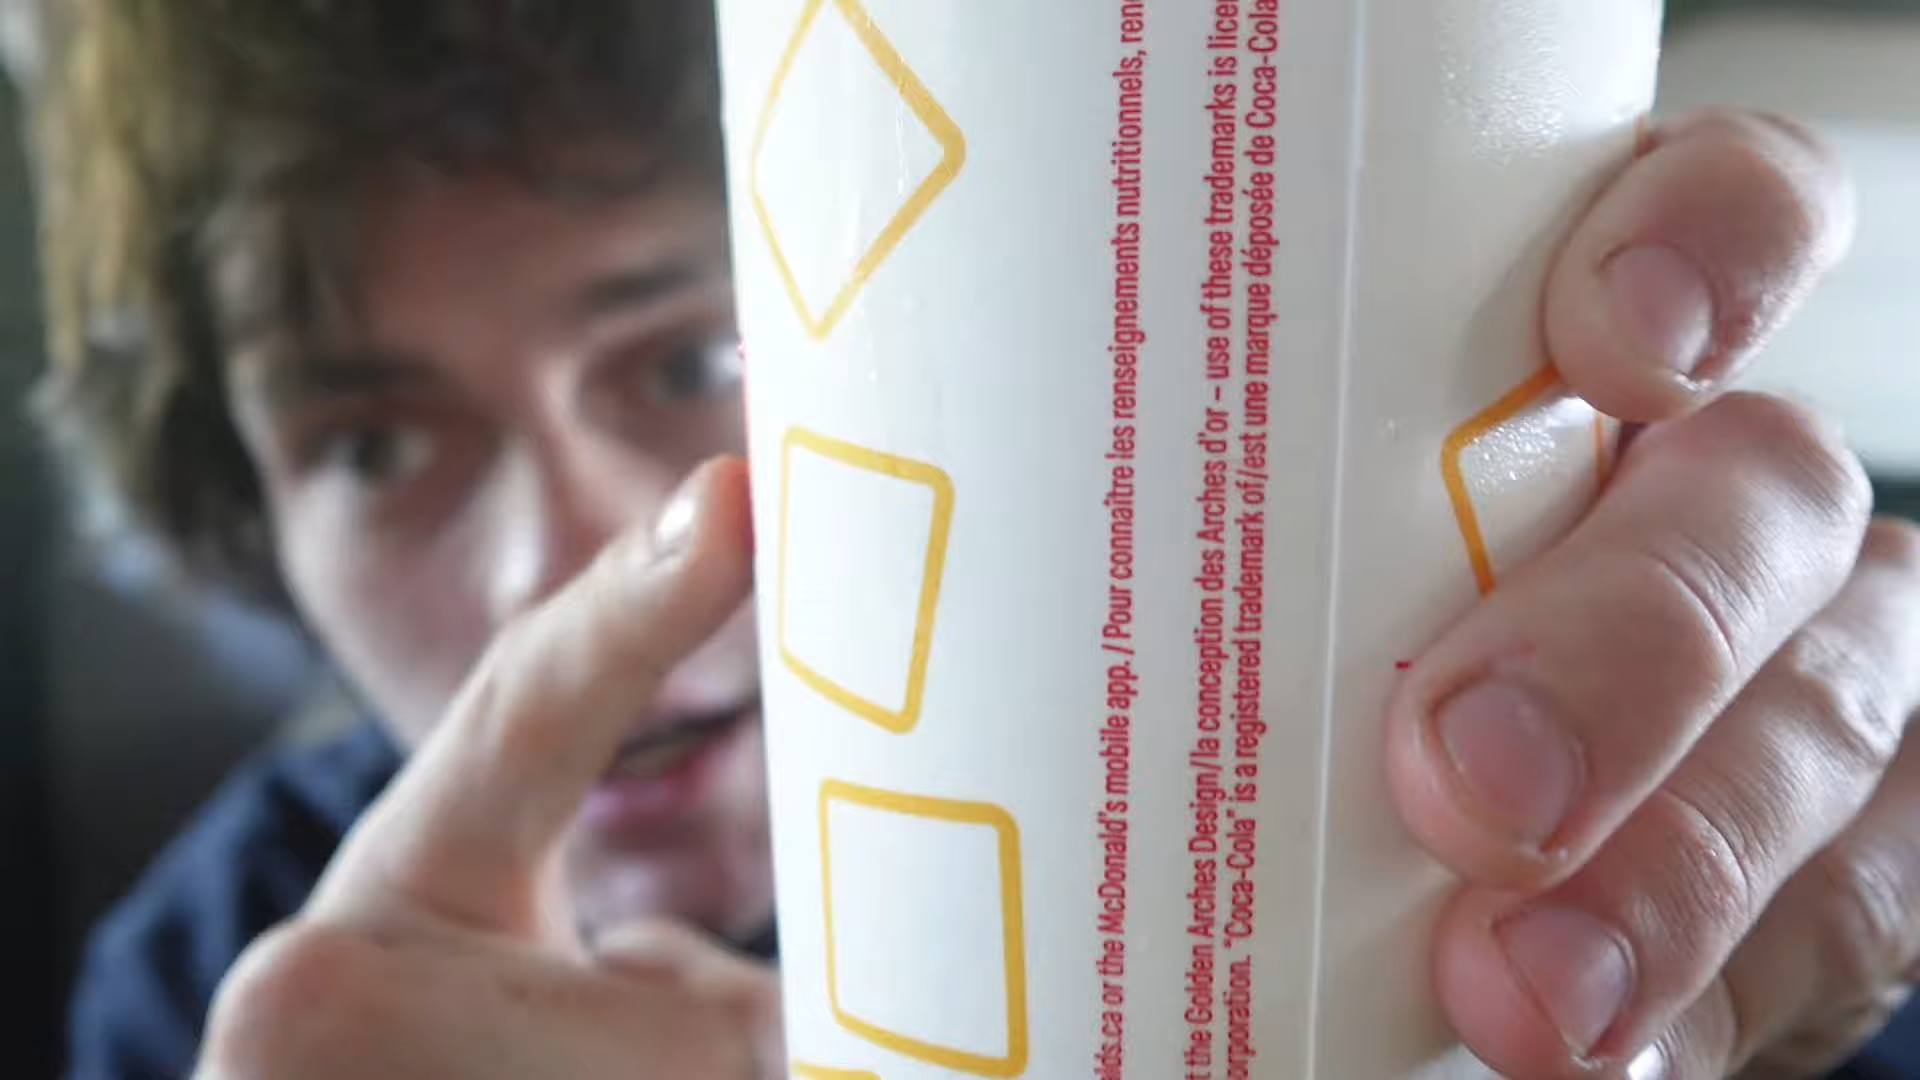 lds.ca or the McDonald's mobile app. / Pour connaître les renseignements nutritionnels, ren
t the Golden Arches Design/la conception des Arches d'or – use of these trademarks is licen
orporation. "Coca-Cola" is a registered trademark of/est une marque déposée de Coca-Cola